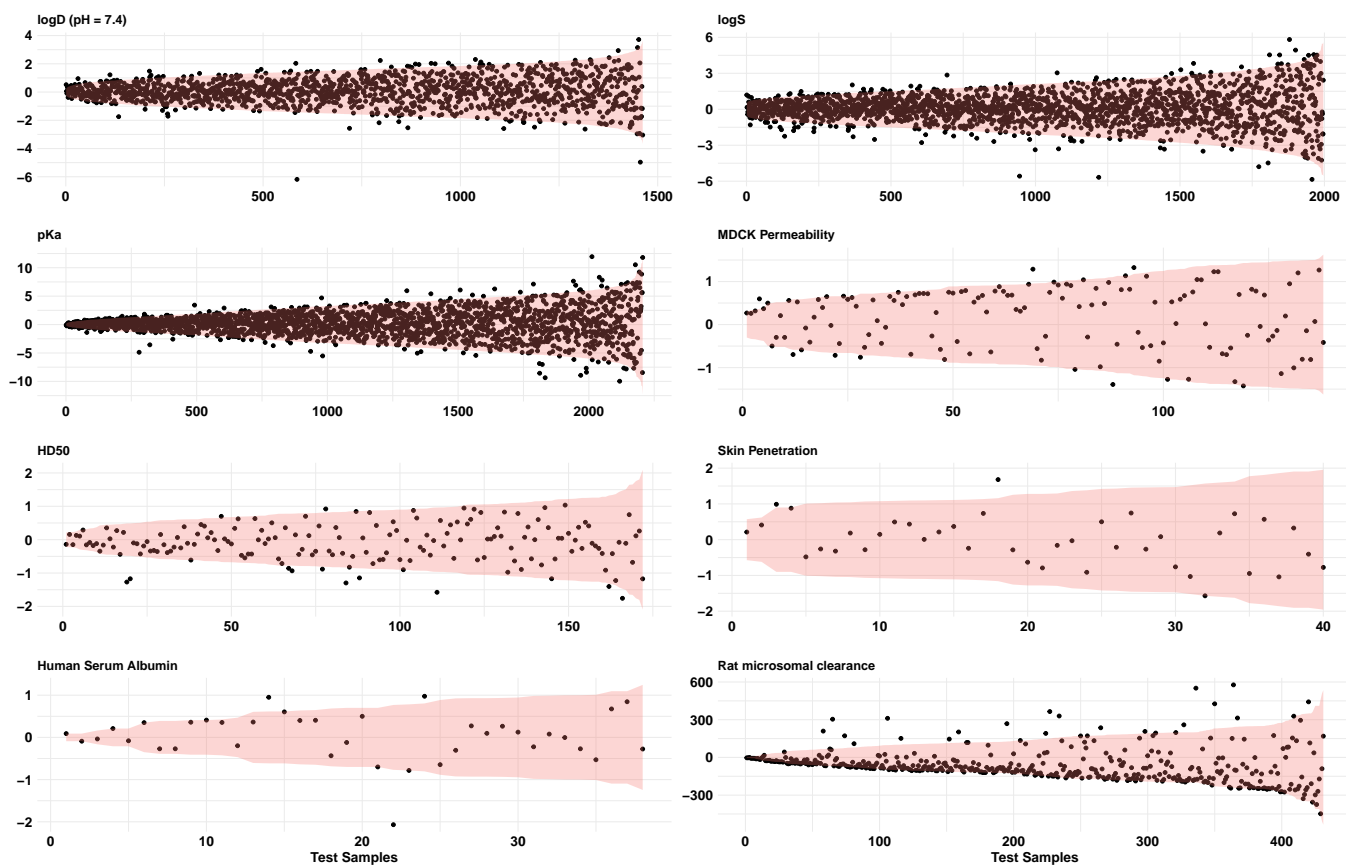 logD (pH = 7.4)
4
2
0
−2
−4
−6
0 500 1000 1500
logS
6
3
0
−3
−6
0 500 1000 1500 2000
pKa
10
5
0
−5
−10
0 500 1000 1500 2000
MDCK Permeability
1
0
−1
0 50 100
HD50
2
1
0
−1
−2
0 50 100 150
Skin Penetration
2
1
0
−1
−2
0 10 20 30 40
Human Serum Albumin
1
0
−1
−2
0 10 20 30
Test Samples
Rat microsomal clearance
600
300
0
−300
0 100 200 300 400
Test Samples